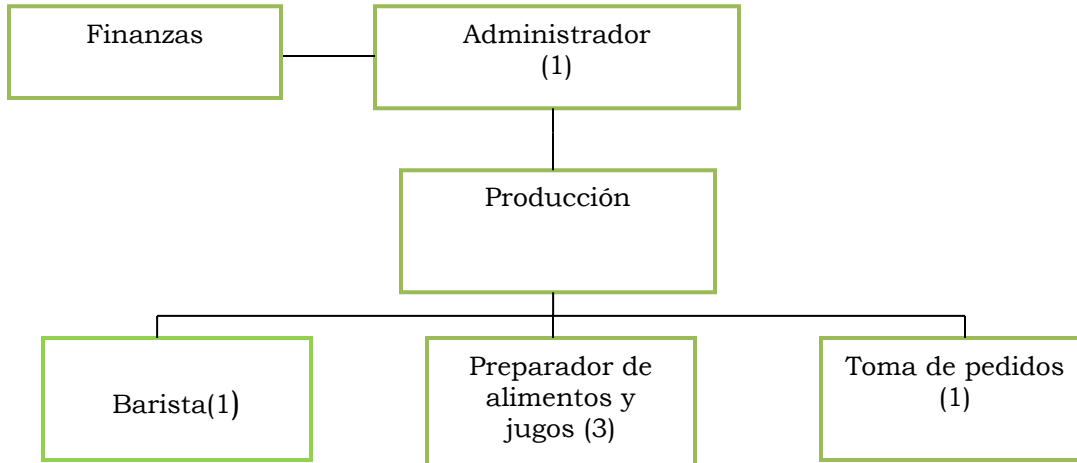 Finanzas
Administrador
(1)
Producción
Barista(1)
Preparador de
alimentos y
jugos (3)
Toma de pedidos
(1)